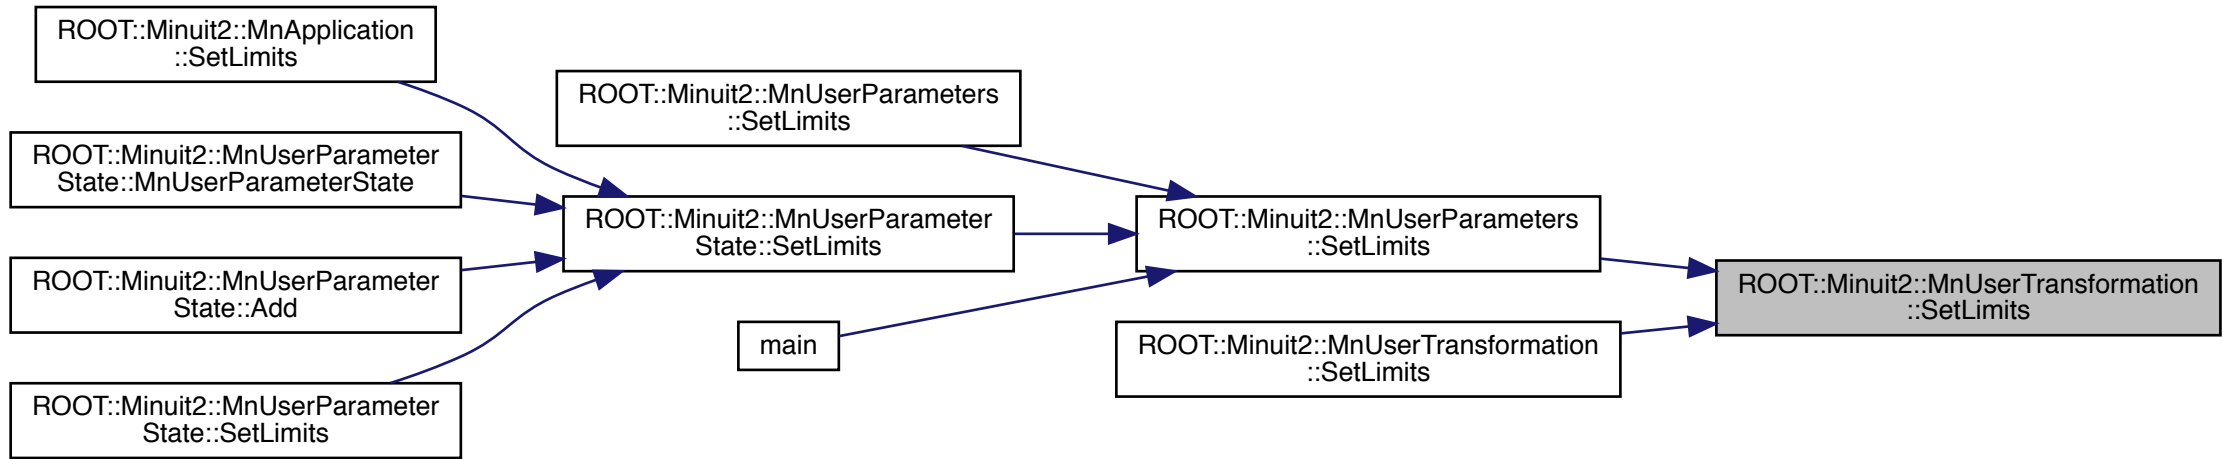 ROOT::Minuit2::MnApplication
::SetLimits
ROOT::Minuit2::MnUserParameter
State::MnUserParameterState
ROOT::Minuit2::MnUserParameter
State::Add
ROOT::Minuit2::MnUserParameter
State::SetLimits
ROOT::Minuit2::MnUserParameters
::SetLimits
ROOT::Minuit2::MnUserParameter
State::SetLimits
main
ROOT::Minuit2::MnUserParameters
::SetLimits
ROOT::Minuit2::MnUserTransformation
::SetLimits
ROOT::Minuit2::MnUserTransformation
::SetLimits